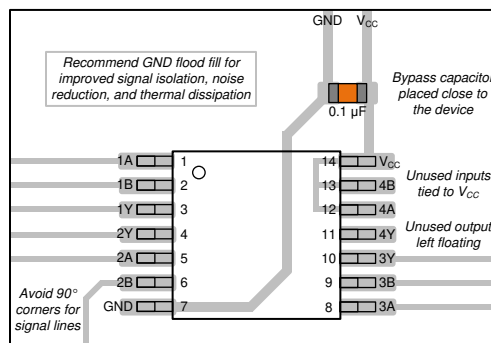 GND VCC
Recommend GND flood fill for
improved signal isolation, noise
reduction, and thermal dissipation
Bypass capacitor
placed close to
the device
0.1 µF
1A 1 14 VCC
1B 2 13 4B
1Y 3 12 4A
2Y 4 11 4Y
2A 5 10 3Y
2B 6 9 3B
GND 7 8 3A
Unused inputs
tied to VCC
Unused output
left floating
Avoid 90°
corners for
signal lines